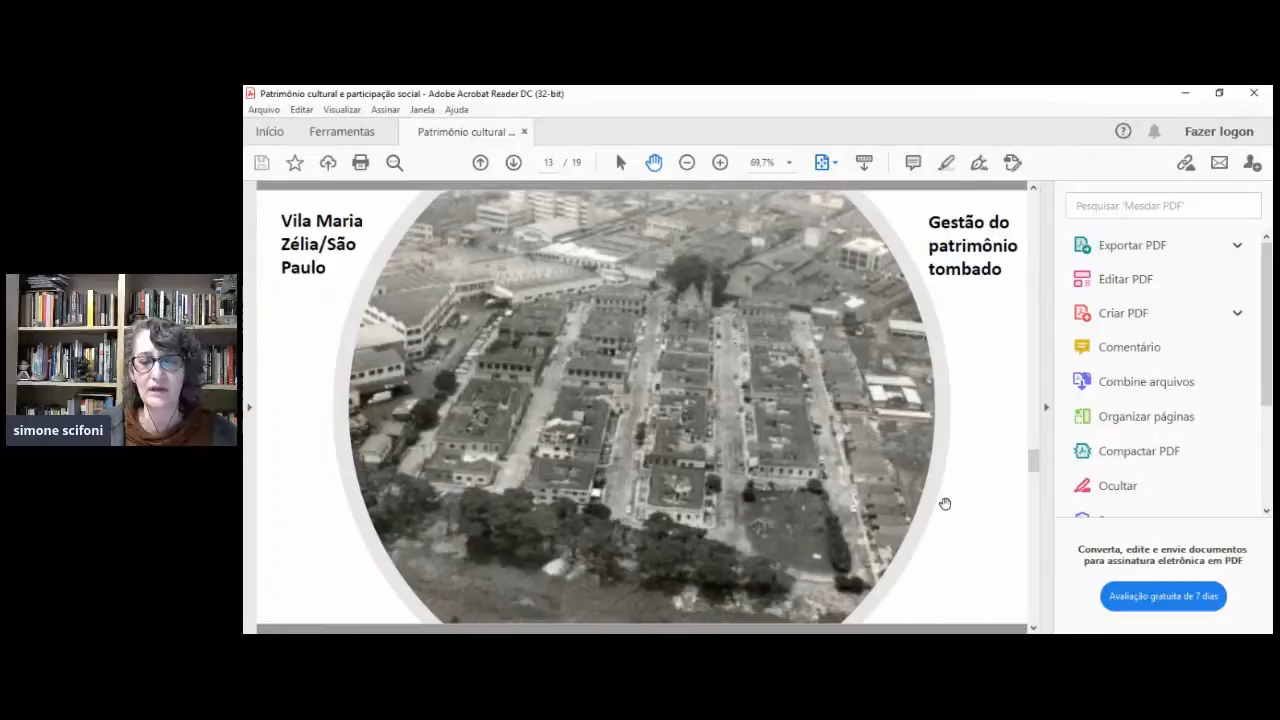 Patrimônio cultural e participação social - Adobe Acrobat Reader DC (32-bit)
Arquivo Editar Visualizar Assinar Janela Ajuda
Início Ferramentas Patrimônio cultural ... ×
Fazer logon
13 / 19
69,7%
Pesquisar 'Mesclar PDF'
Vila Maria
Zélia/São
Paulo
Gestão do
patrimônio
tombado
Exportar PDF
Editar PDF
Criar PDF
Comentário
Combine arquivos
Organizar páginas
Compactar PDF
Ocultar
Converta, edite e envie documentos
para assinatura eletrônica em PDF
Avaliação gratuita de 7 dias
simone scifoni